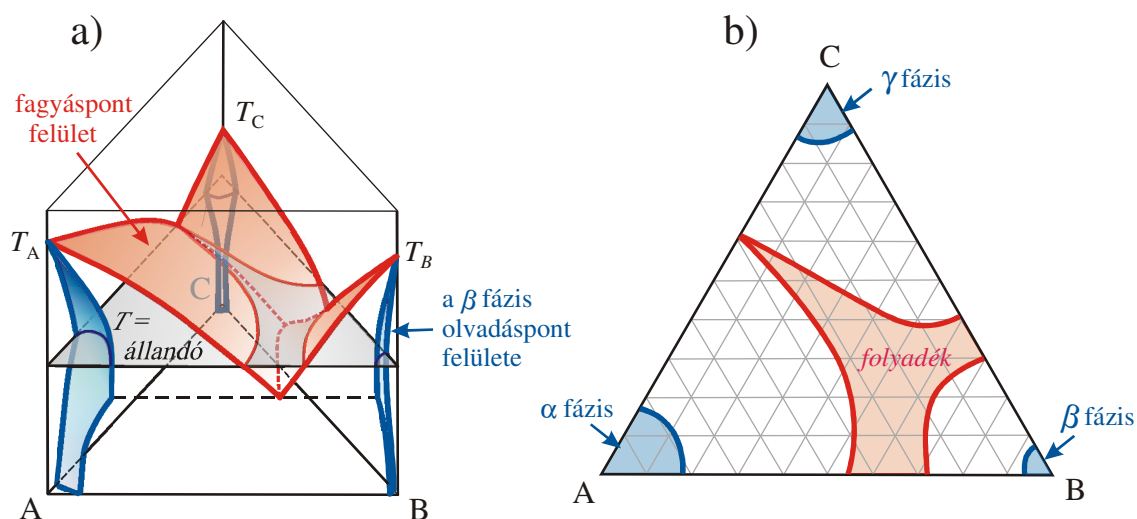 a)
T_C
fagyáspont
felület
T_A
T_B
C
T =
állandó
a β fázis
olvadáspont
felülete
A
B
b)
C
γ fázis
folyadék
α fázis
β fázis
A
B